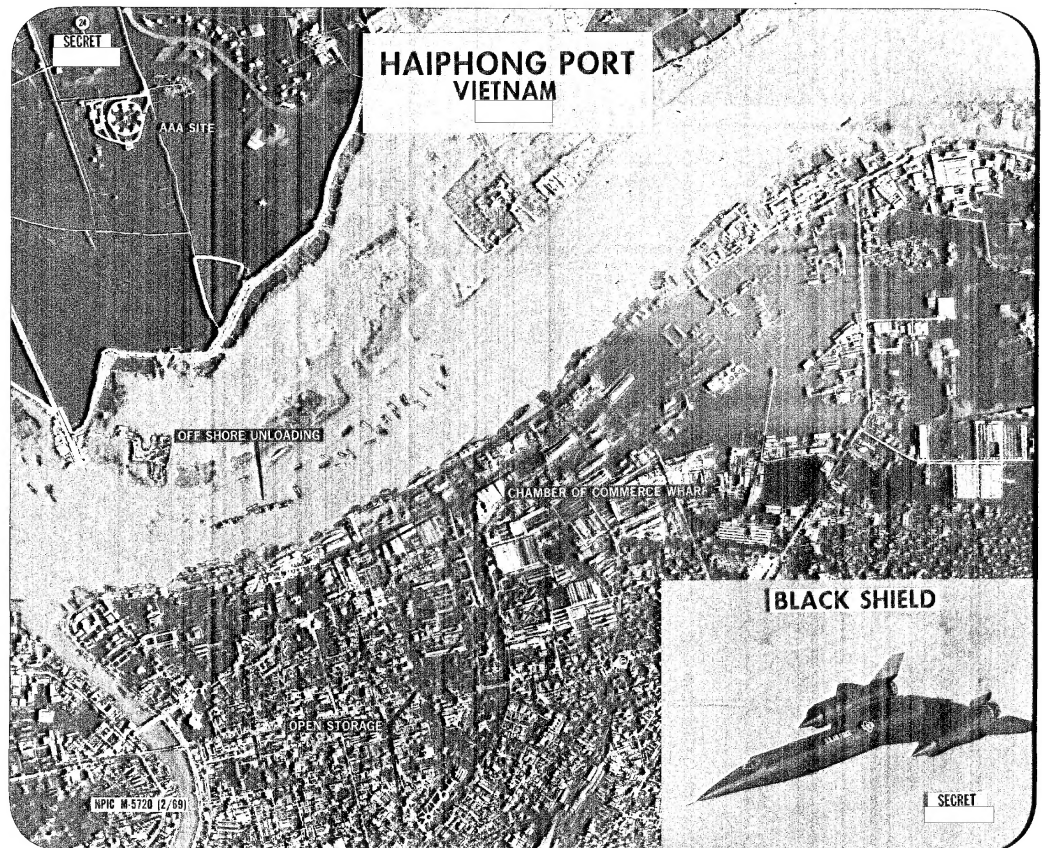 24
SECRET
HAIPHONG PORT
VIETNAM
AAA SITE
OFF SHORE UNLOADING
CHAMBER OF COMMERCE WHARF
BLACK SHIELD
OPEN STORAGE
NPIC M-5720 (2/69)
SECRET